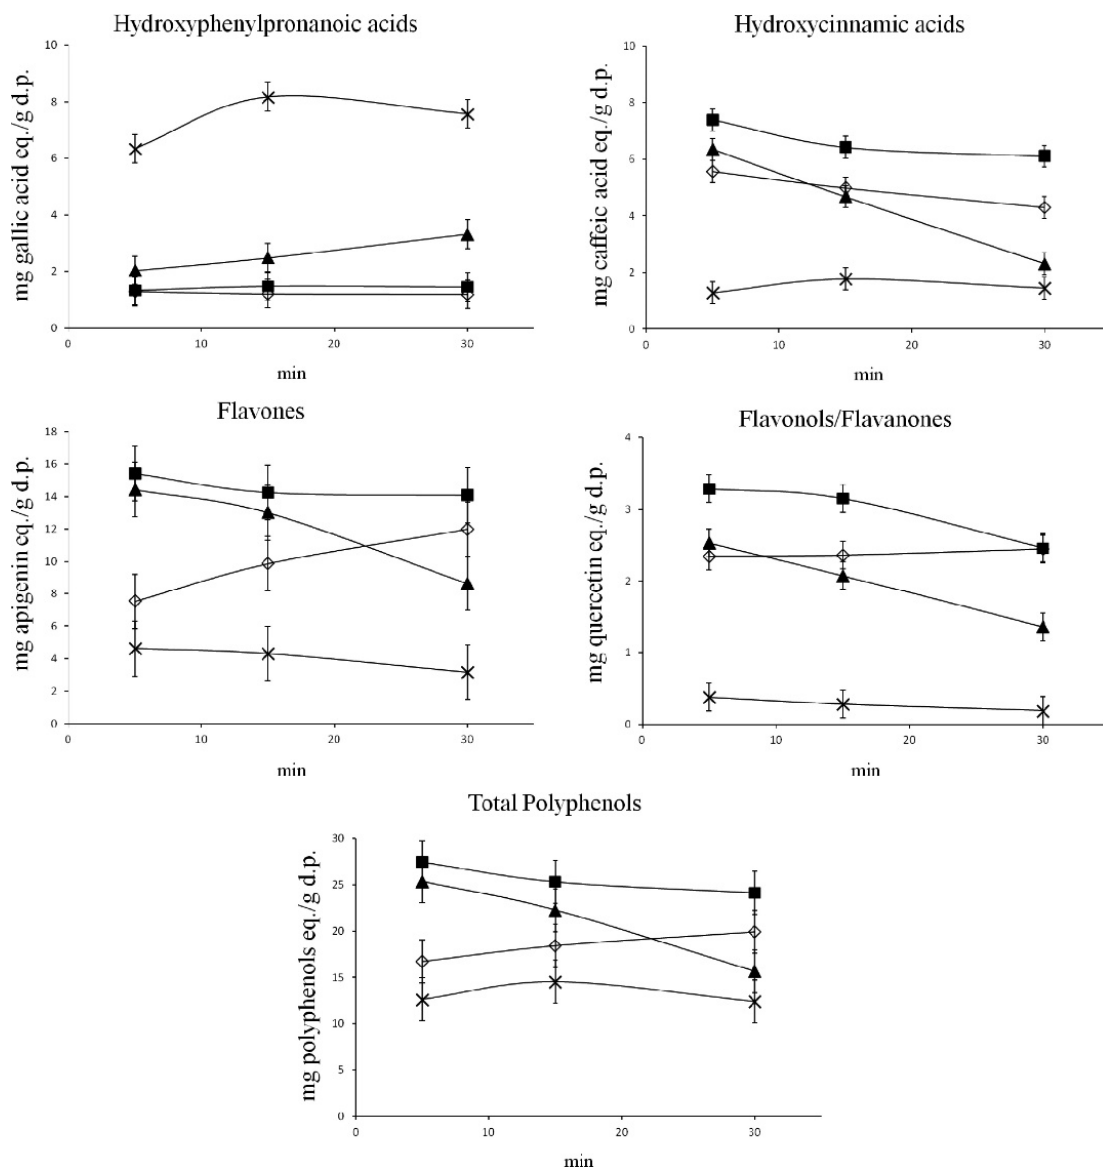 Hydroxyphenylpronanoic acids
mg gallic acid eq./g d.p.
10
8
6
4
2
0
0 10 20 30
min
Hydroxycinnamic acids
mg caffeic acid eq./g d.p.
10
8
6
4
2
0
0 10 20 30
min
Flavones
mg apigenin eq./g d.p.
18
16
14
12
10
8
6
4
2
0
0 10 20 30
min
Flavonols/Flavanones
mg quercetin eq./g d.p.
4
3
2
1
0
0 10 20 30
min
Total Polyphenols
mg polyphenols eq./g d.p.
30
25
20
15
10
5
0
0 10 20 30
min